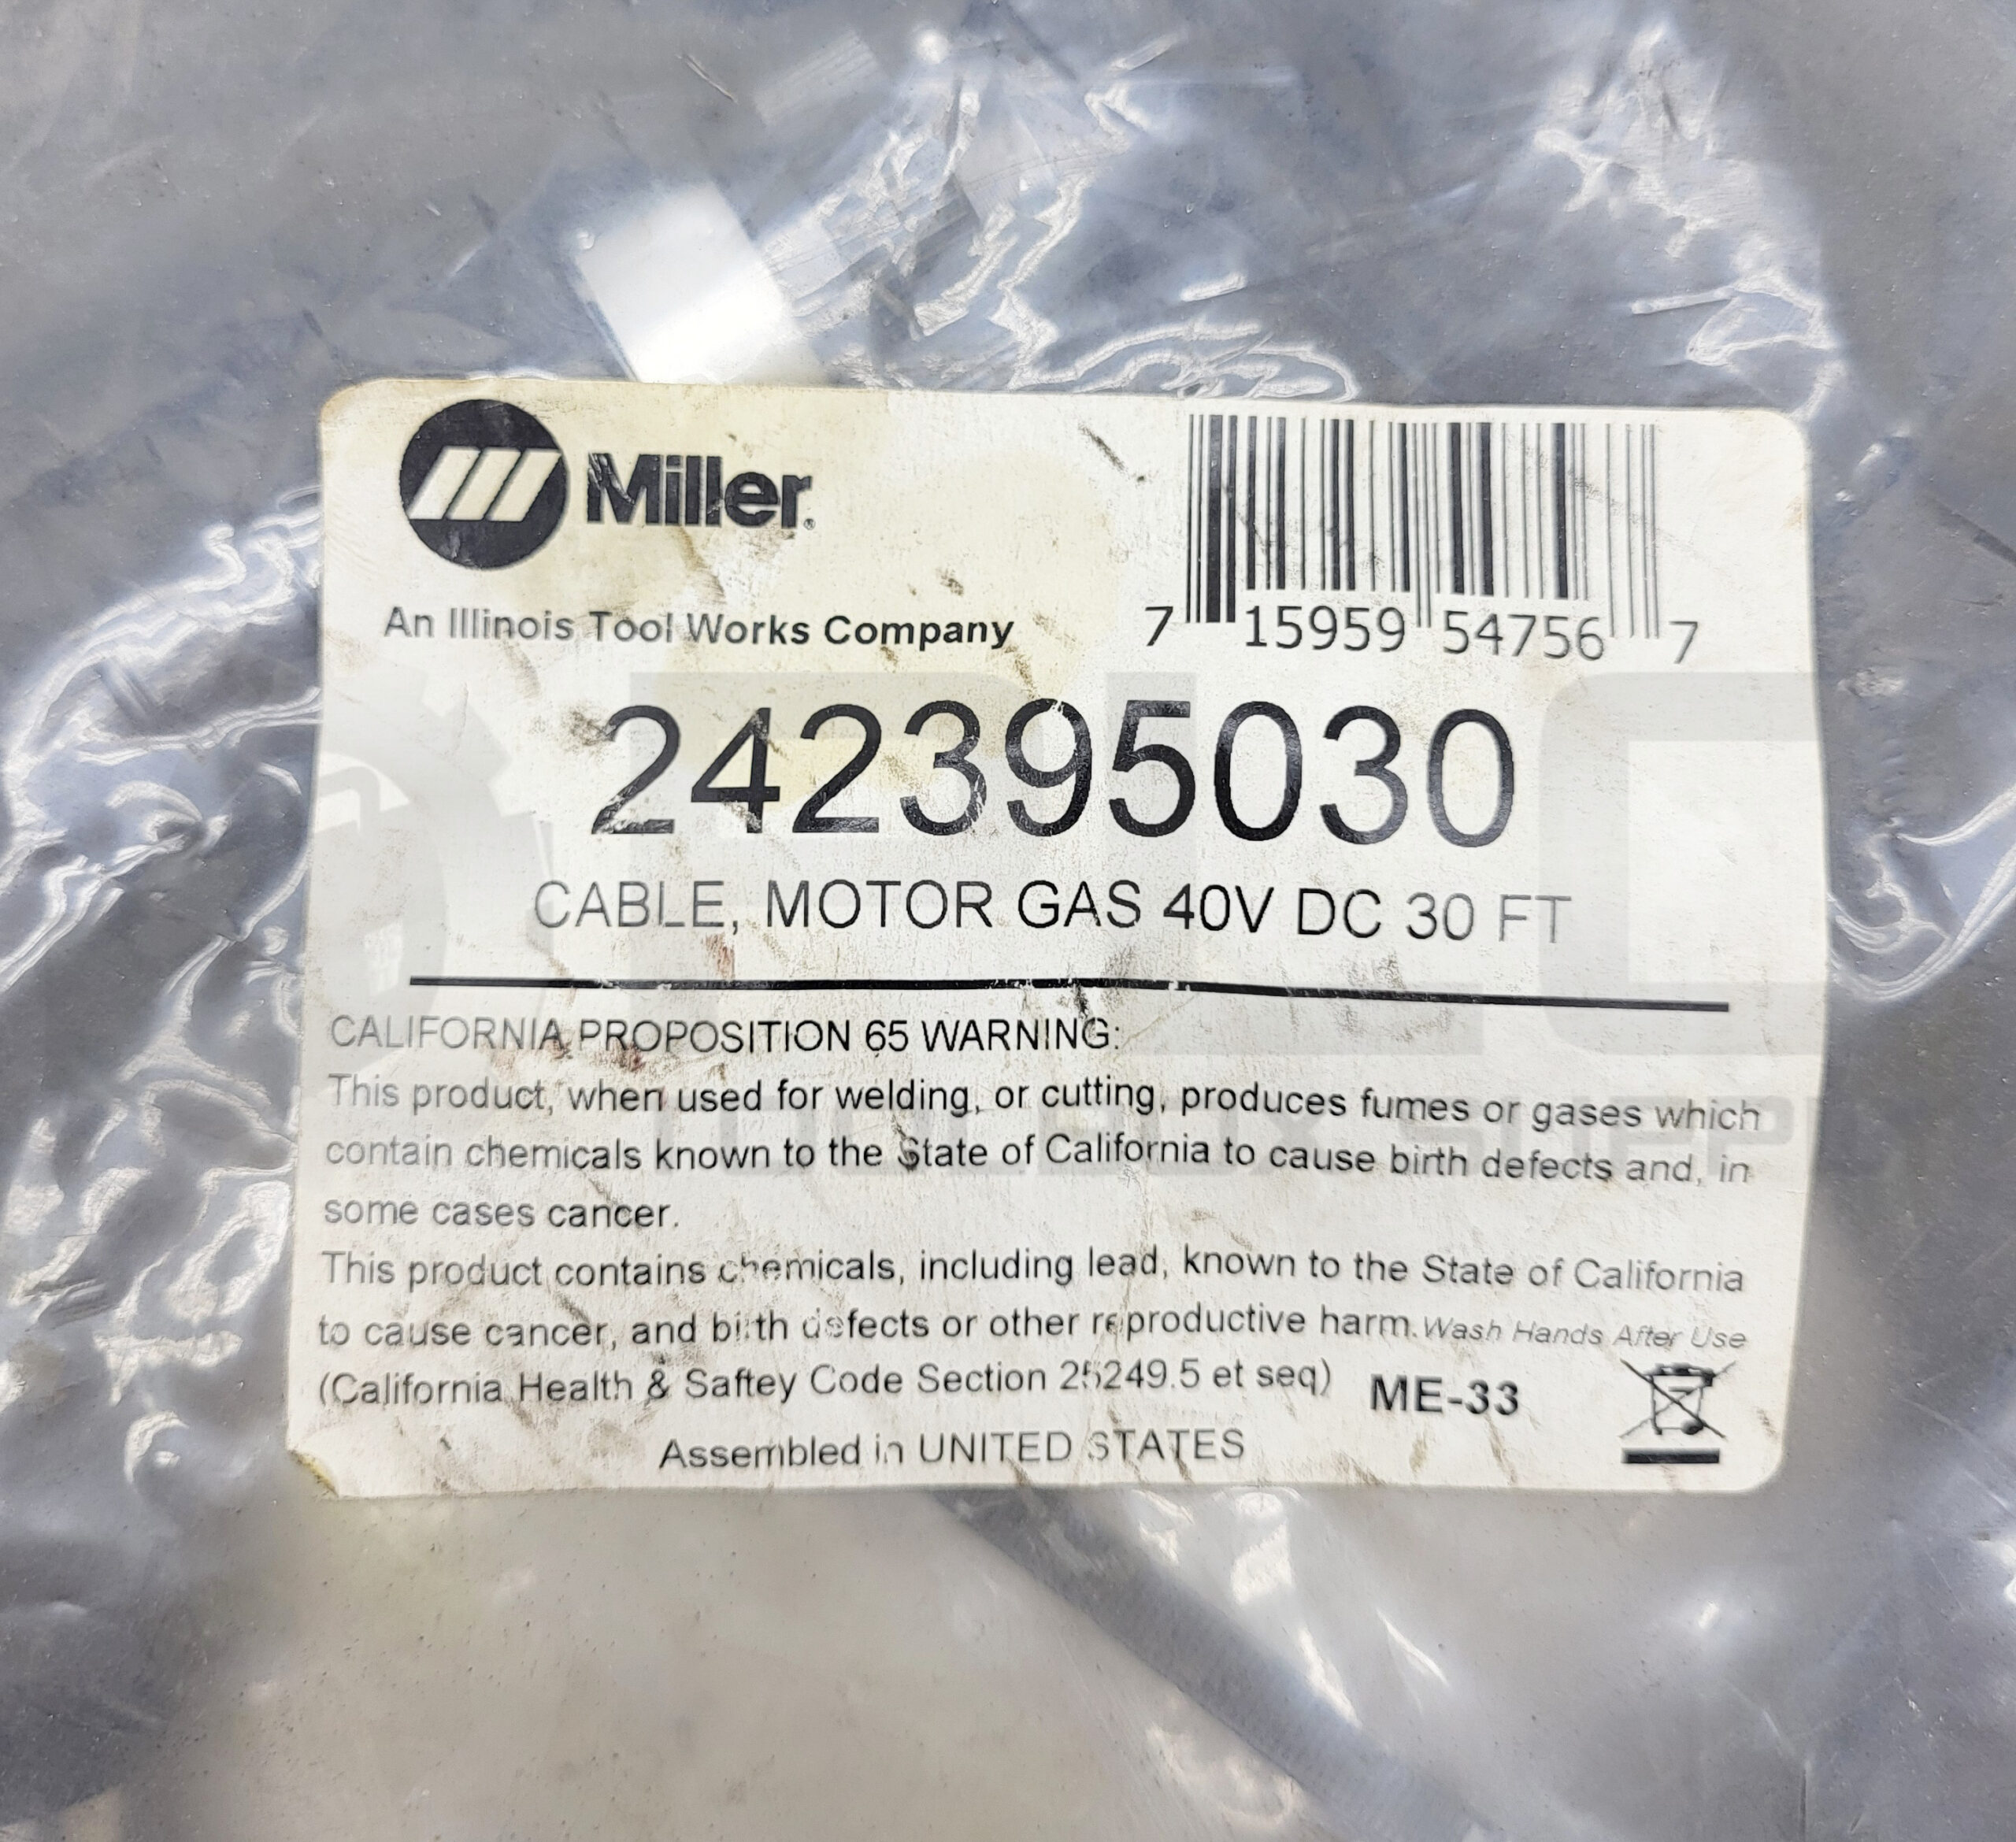 Miller®
An Illinois Tool Works Company
7 15959 54756 7
242395030
CABLE, MOTOR GAS 40V DC 30 FT
CALIFORNIA PROPOSITION 65 WARNING:
This product, when used for welding, or cutting, produces fumes or gases which
contain chemicals known to the State of California to cause birth defects and, in
some cases cancer.
This product contains chemicals, including lead, known to the State of California
to cause cancer, and birth defects or other reproductive harm. Wash Hands After Use
(California Health & Saftey Code Section 25249.5 et seq) ME-33
Assembled in UNITED STATES